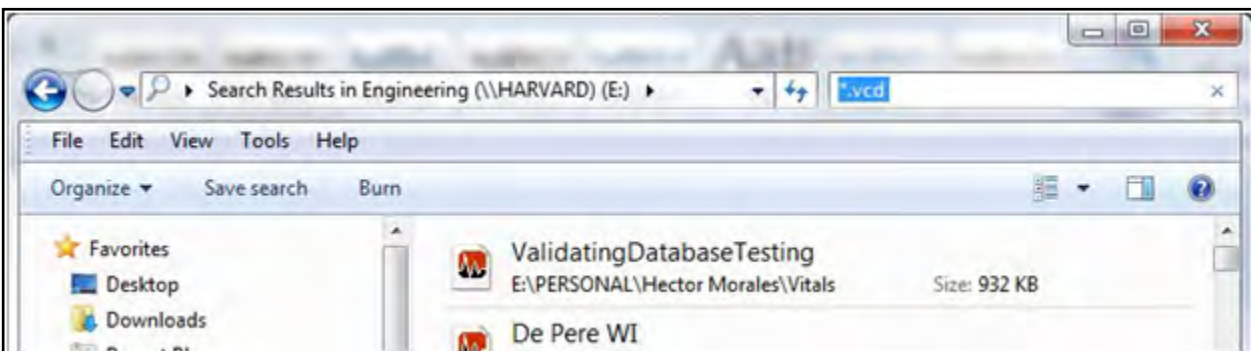 Search Results in Engineering (\\HARVARD) (E:)
*.vcd
File Edit View Tools Help
Organize Save search Burn
Favorites
Desktop
Downloads
ValidatingDatabaseTesting
E:\PERSONAL\Hector Morales\Vitals Size: 932 KB
De Pere WI